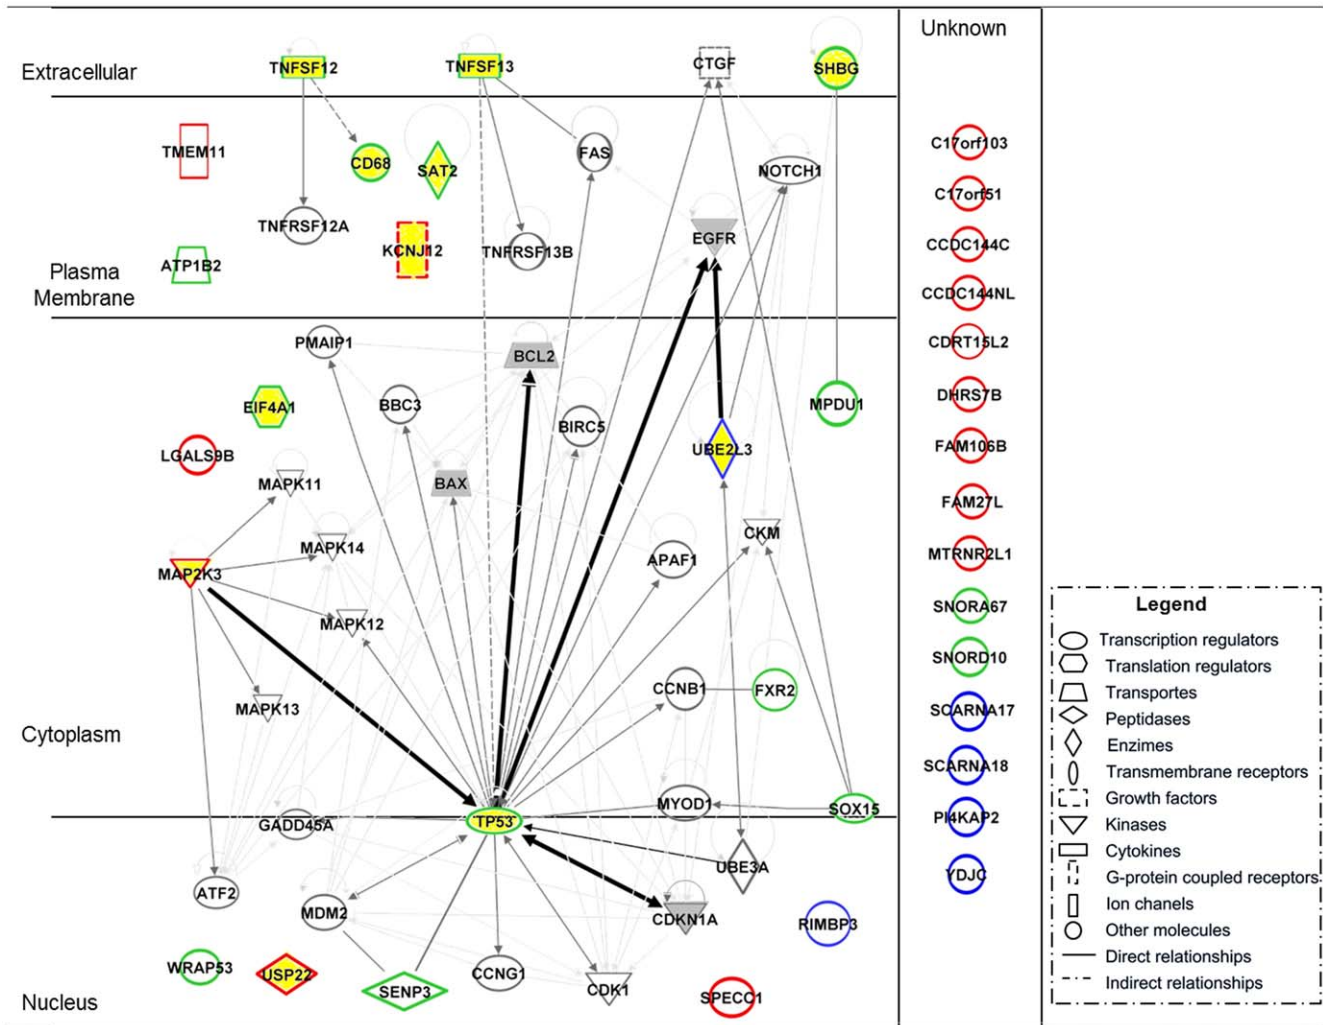 Unknown
Extracellular
TNFSF12
TNFSF13
CTGF
SHBG
TMEM11
CD68
SAT2
FAS
NOTCH1
C17orf103
C17orf51
TNFRSF12A
KCNJ12
TNFRSF13B
EGFR
CCDC144C
ATP1B2
Plasma
Membrane
CCDC144NL
PMAIP1
BCL2
CDRT15L2
EIF4A1
BBC3
BIRC5
MPDU1
DHRS7B
LGALS9B
UBE2L3
FAM106B
MAPK11
BAX
FAM27L
MAPK14
CKM
APAF1
MTRNR2L1
MAP2K3
SNORA67
MAPK12
SNORD10
CCNB1
FXR2
MAPK13
SCARNA17
Cytoplasm
SCARNA18
GADD45A
TP53
MYOD1
SOX15
PI4KAP2
UBE3A
YDJC
ATF2
MDM2
CDKN1A
RIMBP3
WRAP53
USP22
SENP3
CCNG1
CDK1
SPECC1
Nucleus
Legend
Transcription regulators
Translation regulators
Transportes
Peptidases
Enzimes
Transmembrane receptors
Growth factors
Kinases
Cytokines
G-protein coupled receptors
Ion chanels
Other molecules
Direct relationships
Indirect relationships